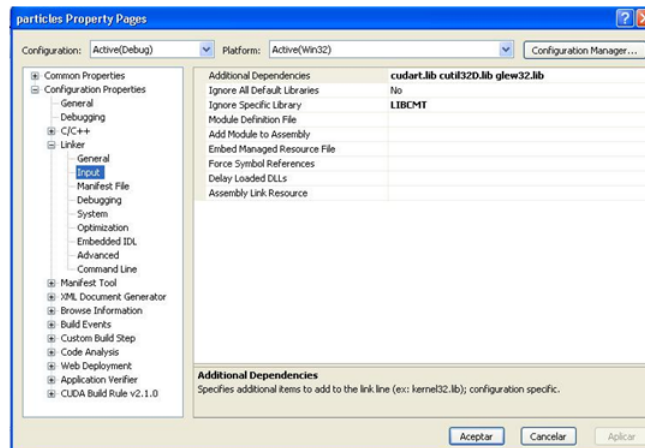 particles Property Pages
Configuration: Active(Debug) Platform: Active(Win32) Configuration Manager...
Common Properties
Configuration Properties
General
Debugging
C/C++
Linker
General
Input
Manifest File
Debugging
System
Optimization
Embedded IDL
Advanced
Command Line
Manifest Tool
XML Document Generator
Browse Information
Build Events
Custom Build Step
Code Analysis
Web Deployment
Application Verifier
CUDA Build Rule v2.1.0
Additional Dependencies cudart.lib cutil32D.lib glew32.lib
Ignore All Default Libraries No
Ignore Specific Library LIBCMT
Module Definition File
Add Module to Assembly
Embed Managed Resource File
Force Symbol References
Delay Loaded DLLs
Assembly Link Resource
Additional Dependencies
Specifies additional items to add to the link line (ex: kernel32.lib); configuration specific.
Aceptar Cancelar Aplicar